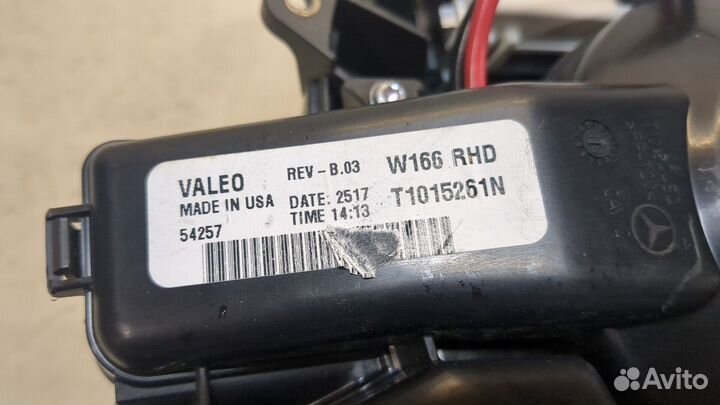 VALEO REV-B.03 W166 RHD
MADE IN USA DATE: 2517 T1015261N
54257 TIME 14:13
Avito